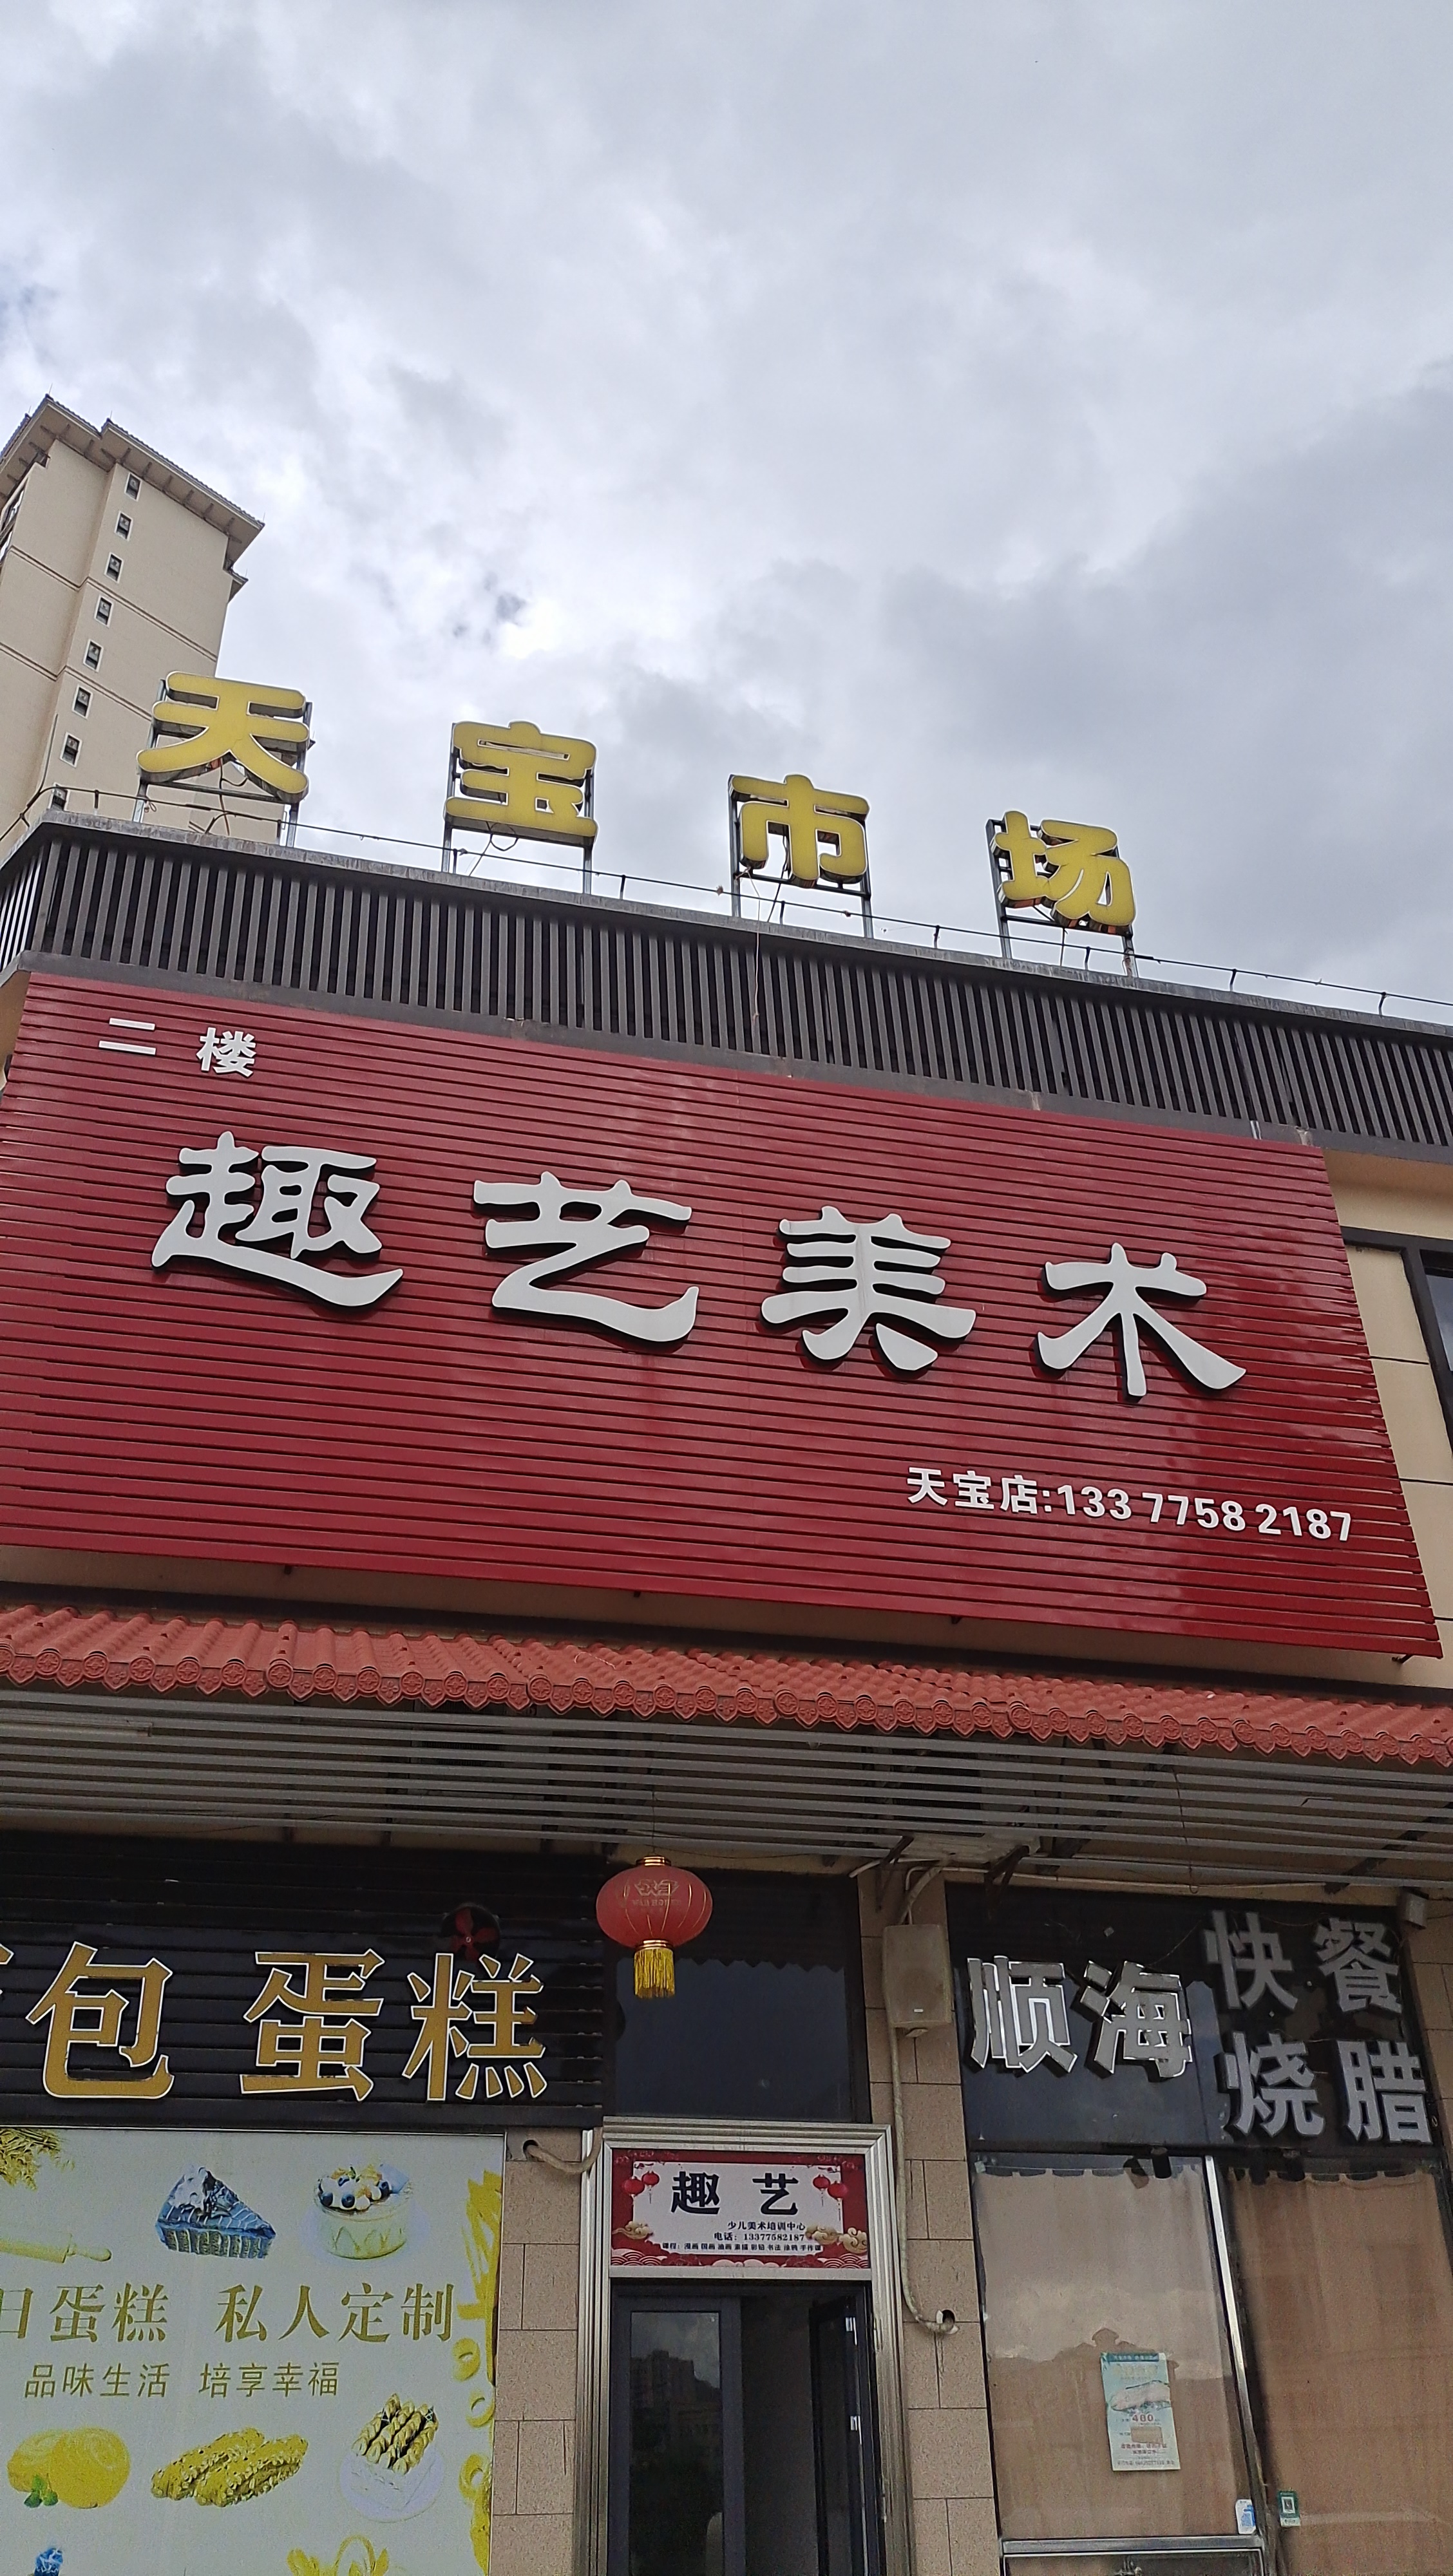 天宝市场
二楼
趣艺美术
天宝店:133 7758 2187
包 蛋糕
顺海
快餐
烧腊
趣 艺
少儿美术培训中心
电话：13377582187
日蛋糕 私人定制
品味生活 培享幸福
460